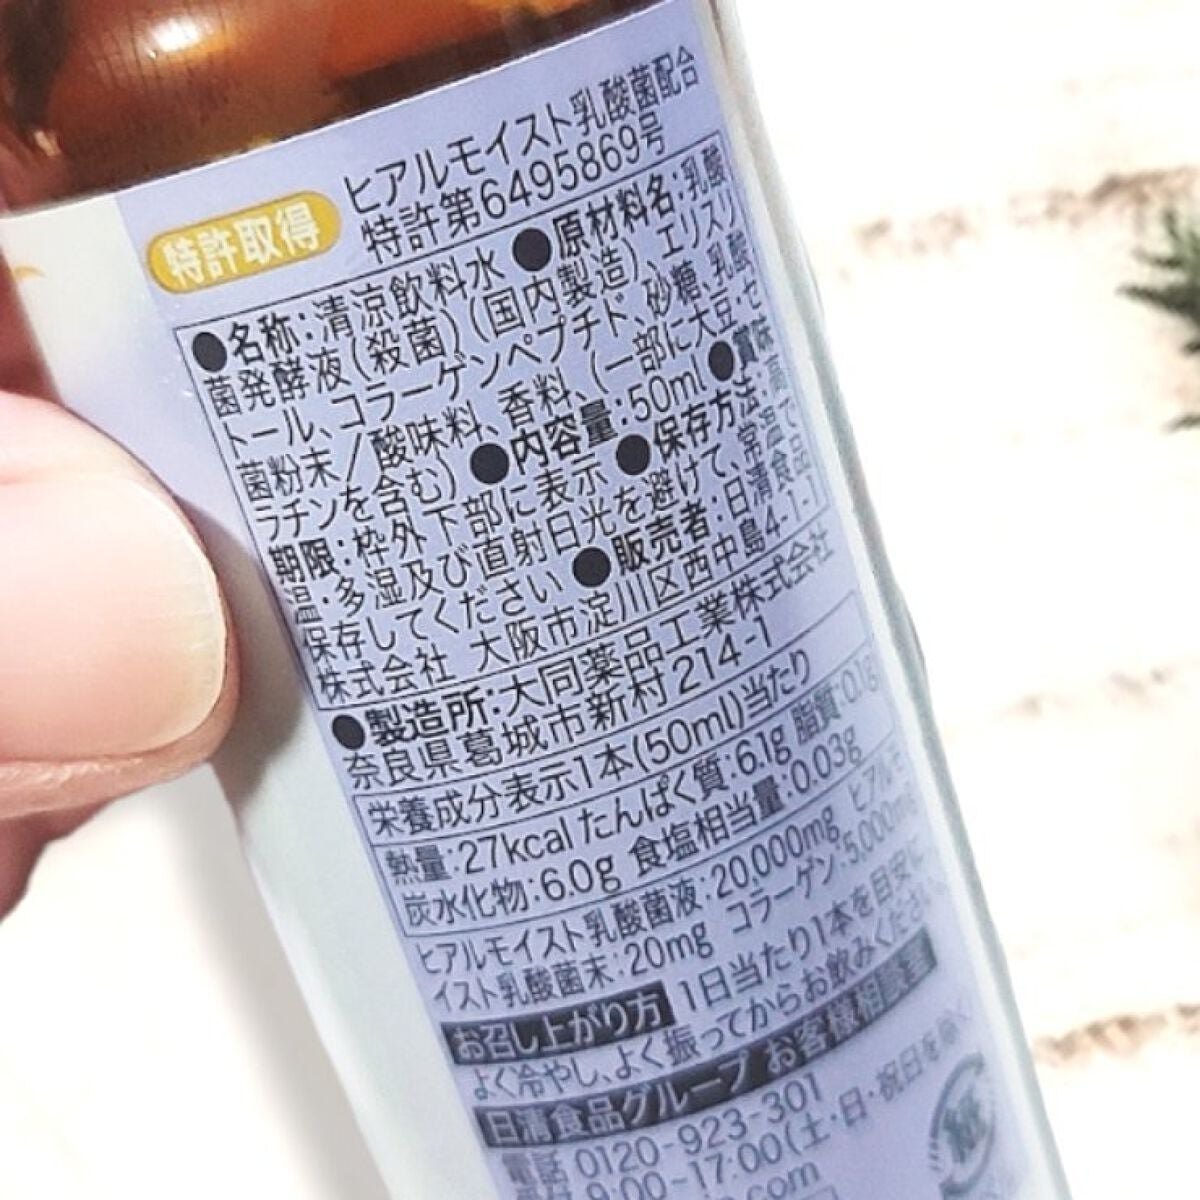 特許取得
ヒアルモイスト乳酸菌配合
特許第6495869号
●名称:清涼飲料水 ●原材料名:乳酸
菌発酵液(殺菌)(国内製造)、エリスリ
トール、コラーゲンペプチド、砂糖、乳酸
菌粉末/酸味料、香料、(一部に大豆・ゼ
ラチンを含む) ●内容量:50ml ●賞味
期限:枠外下部に表示 ●保存方法:高
温・多湿及び直射日光を避けて、常温で
保存してください ●販売者:日清食品
株式会社 大阪市淀川区西中島4-1-1
●製造所:大同薬品工業株式会社
奈良県葛城市新村214-1
栄養成分表示1本(50ml)当たり
熱量:27kcal たんぱく質:6.1g 脂質:0.1g
炭水化物:6.0g 食塩相当量:0.03g
ヒアルモイスト乳酸菌液:20,000mg ヒアルモ
イスト乳酸菌末:20mg コラーゲン:5,000mg
お召し上がり方 1日当たり1本を目安に、
よく冷やし、よく振ってからお飲みください。
日清食品グループ お客様相談室
電話 0120-923-301
9:00~17:00(土・日・祝日を除く)
.com
紙